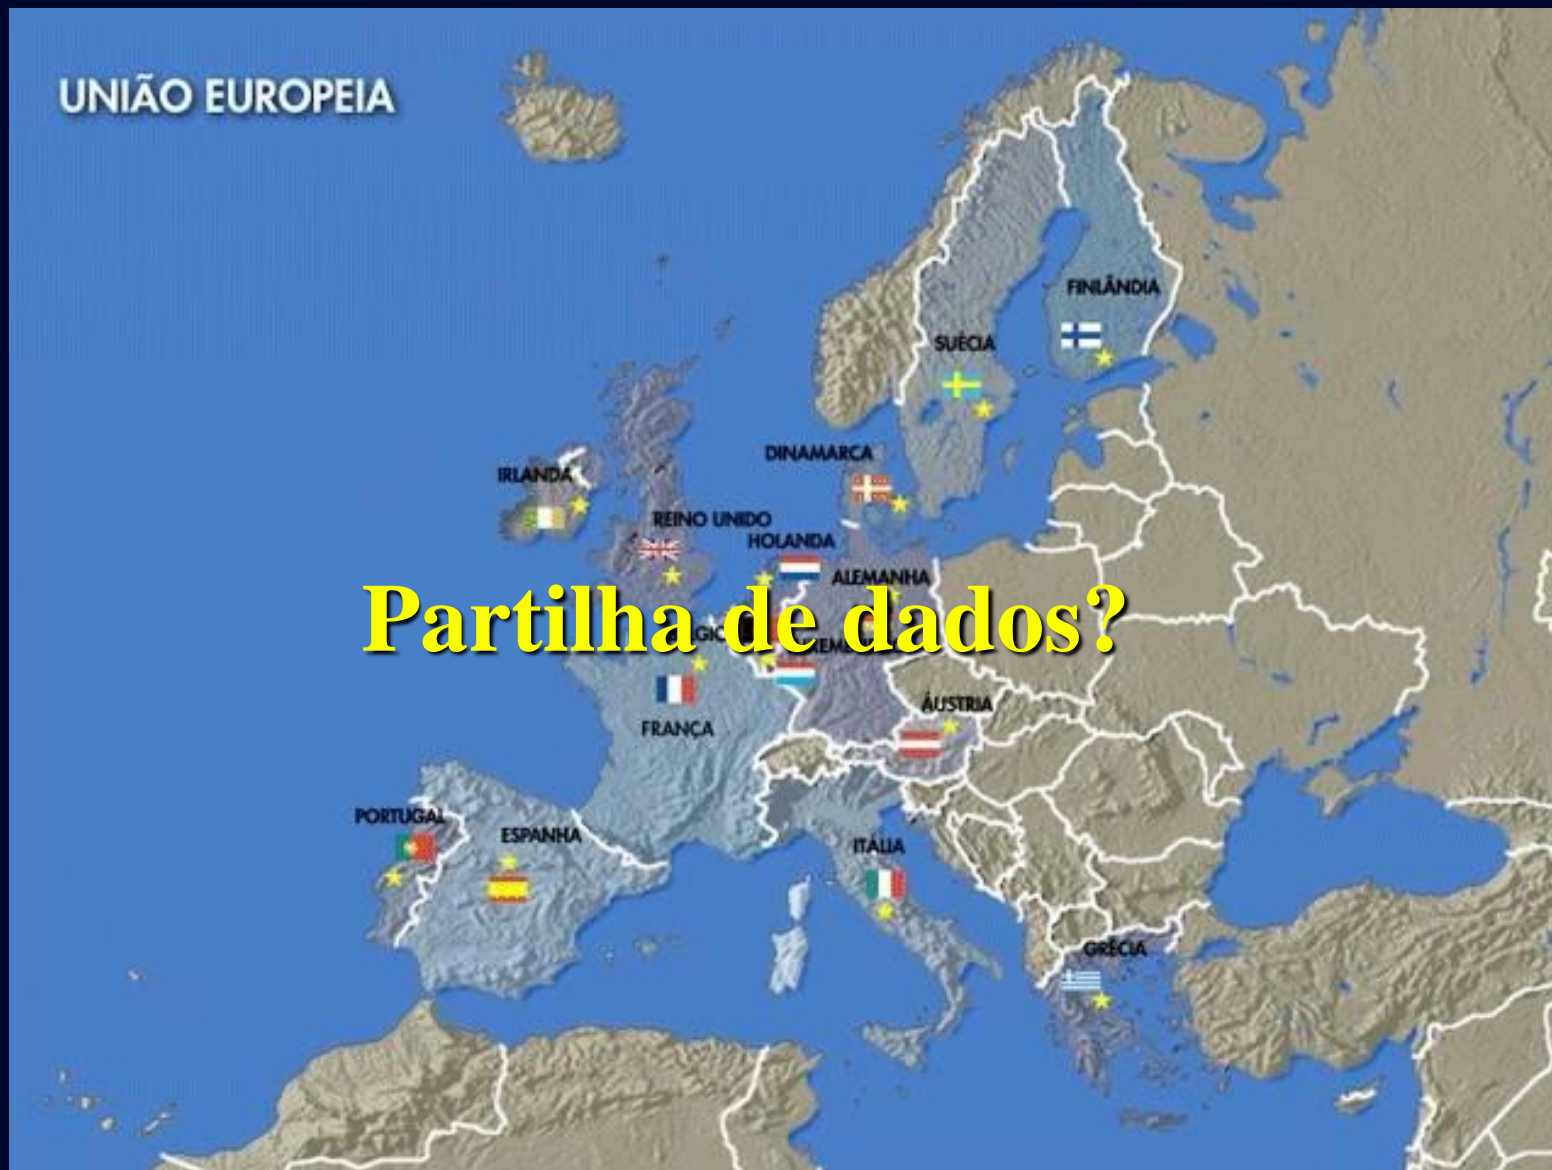 UNIÃO EUROPEIA
FINLÂNDIA
SUÉCIA
DINAMARCA
IRLANDA
REINO UNIDO
HOLANDA
ALEMANHA
Partilha de dados?
ÁUSTRIA
FRANÇA
PORTUGAL
ESPANHA
ITÁLIA
GRÉCIA